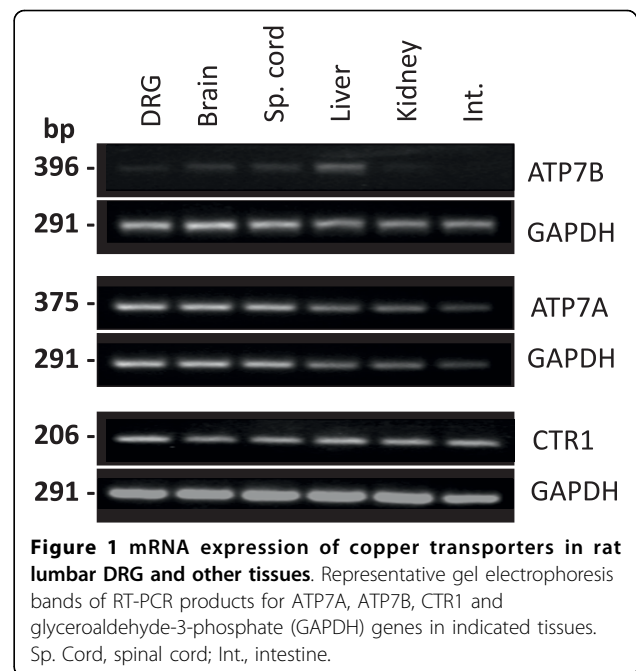 DRG Brain Sp. cord Liver Kidney Int.
bp
396 - ATP7B
291 - GAPDH
375 - ATP7A
291 - GAPDH
206 - CTR1
291 - GAPDH
Figure 1 mRNA expression of copper transporters in rat
lumbar DRG and other tissues. Representative gel electrophoresis
bands of RT-PCR products for ATP7A, ATP7B, CTR1 and
glyceroaldehyde-3-phosphate (GAPDH) genes in indicated tissues.
Sp. Cord, spinal cord; Int., intestine.